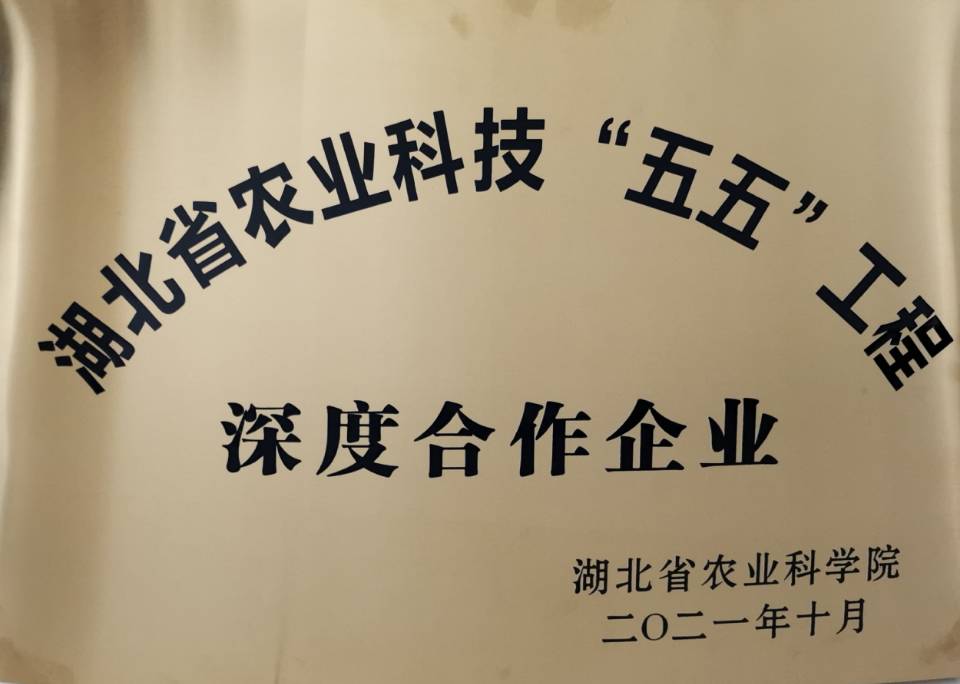 湖北省农业科技“五五”工程
深度合作企业
湖北省农业科学院
二〇二一年十月